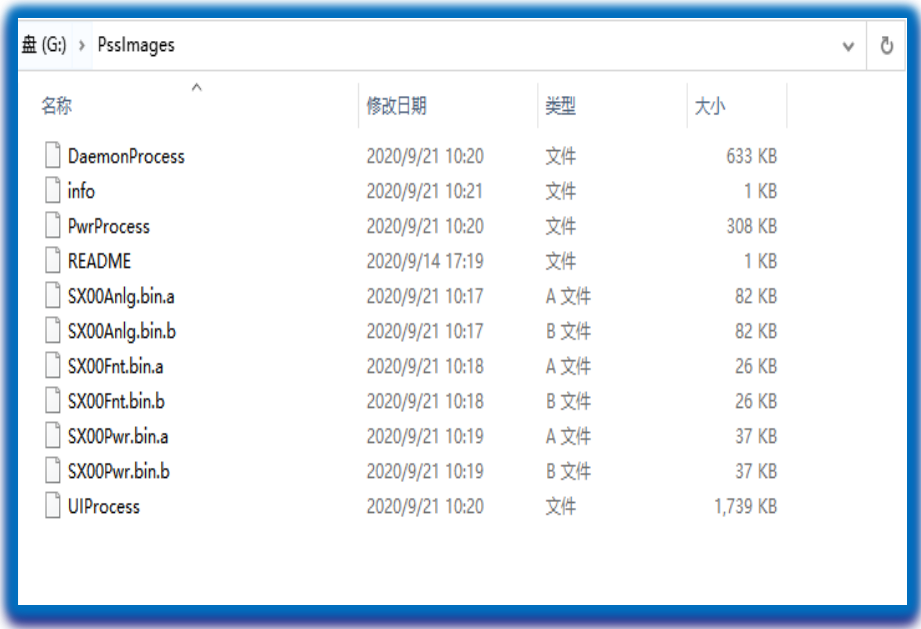 盘 (G:) › PssImages
名称 修改日期 类型 大小
DaemonProcess 2020/9/21 10:20 文件 633 KB
info 2020/9/21 10:21 文件 1 KB
PwrProcess 2020/9/21 10:20 文件 308 KB
README 2020/9/14 17:19 文件 1 KB
SX00Anlg.bin.a 2020/9/21 10:17 A 文件 82 KB
SX00Anlg.bin.b 2020/9/21 10:17 B 文件 82 KB
SX00Fnt.bin.a 2020/9/21 10:18 A 文件 26 KB
SX00Fnt.bin.b 2020/9/21 10:18 B 文件 26 KB
SX00Pwr.bin.a 2020/9/21 10:19 A 文件 37 KB
SX00Pwr.bin.b 2020/9/21 10:19 B 文件 37 KB
UIProcess 2020/9/21 10:20 文件 1,739 KB